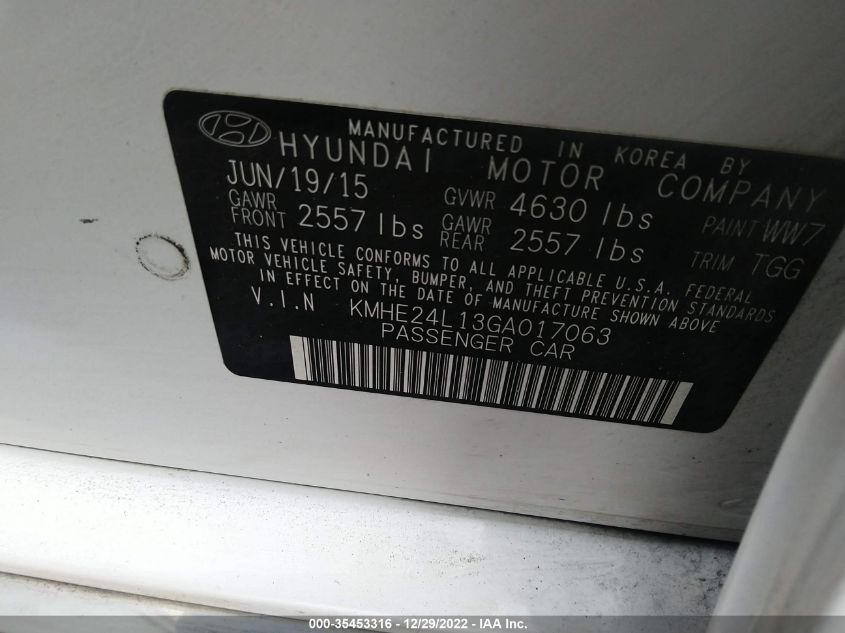 MANUFACTURED IN KOREA BY
HYUNDAI MOTOR COMPANY
JUN/19/15 GVWR 4630 lbs PAINT WW7
GAWR FRONT 2557 lbs GAWR REAR 2557 lbs TRIM TGG
THIS VEHICLE CONFORMS TO ALL APPLICABLE U.S.A. FEDERAL
MOTOR VEHICLE SAFETY, BUMPER, AND THEFT PREVENTION STANDARDS
IN EFFECT ON THE DATE OF MANUFACTURE SHOWN ABOVE
V.I.N KMHE24L13GA017063
PASSENGER CAR
000-35453316 - 12/29/2022 - IAA Inc.